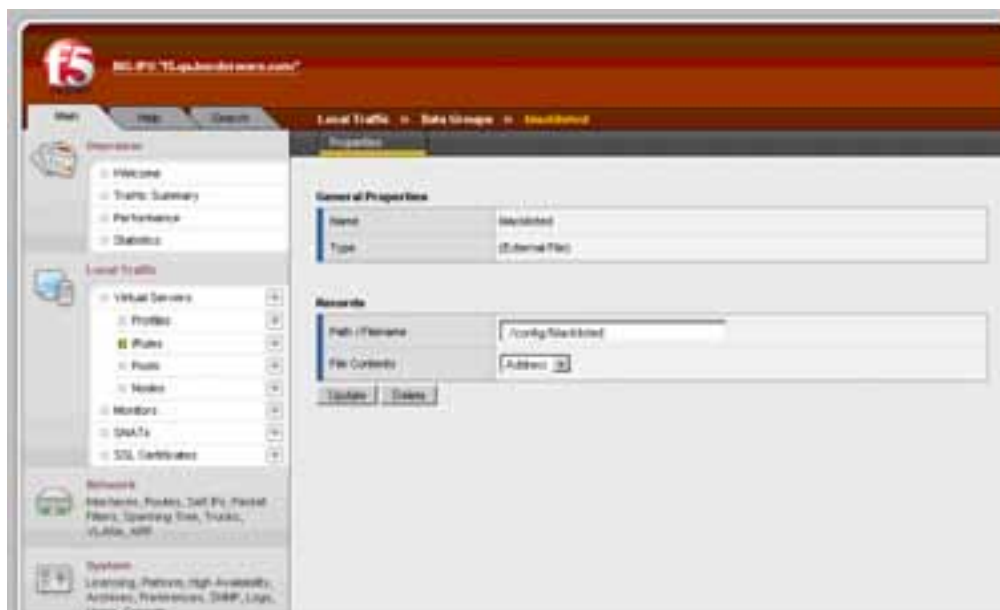 f5
Main Help Search
Local Traffic » Data Groups » blacklisted
Properties
Overview
Welcome
Traffic Summary
Performance
Statistics
Local Traffic
Virtual Servers
Profiles
iRules
Pools
Nodes
Monitors
SNATs
SSL Certificates
Network
Interfaces, Routes, Self IPs, Packet
Filters, Spanning Tree, Trunks,
VLANs, ARP
System
Licensing, Platform, High Availability,
Archives, Preferences, SNMP, Logs,
General Properties
Name blacklisted
Type (External File)
Records
Path / Filename /config/blacklisted
File Contents Address
Update Delete